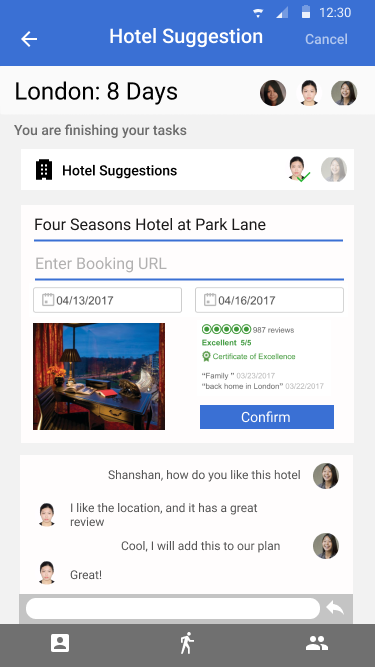 12:30
Hotel Suggestion
Cancel
London: 8 Days
You are finishing your tasks
Hotel Suggestions
Four Seasons Hotel at Park Lane
Enter Booking URL
04/13/2017
04/16/2017
987 reviews
Excellent 5/5
Certificate of Excellence
“Family ” 03/23/2017
“back home in London” 03/22/2017
Confirm
Shanshan, how do you like this hotel
I like the location, and it has a great
review
Cool, I will add this to our plan
Great!